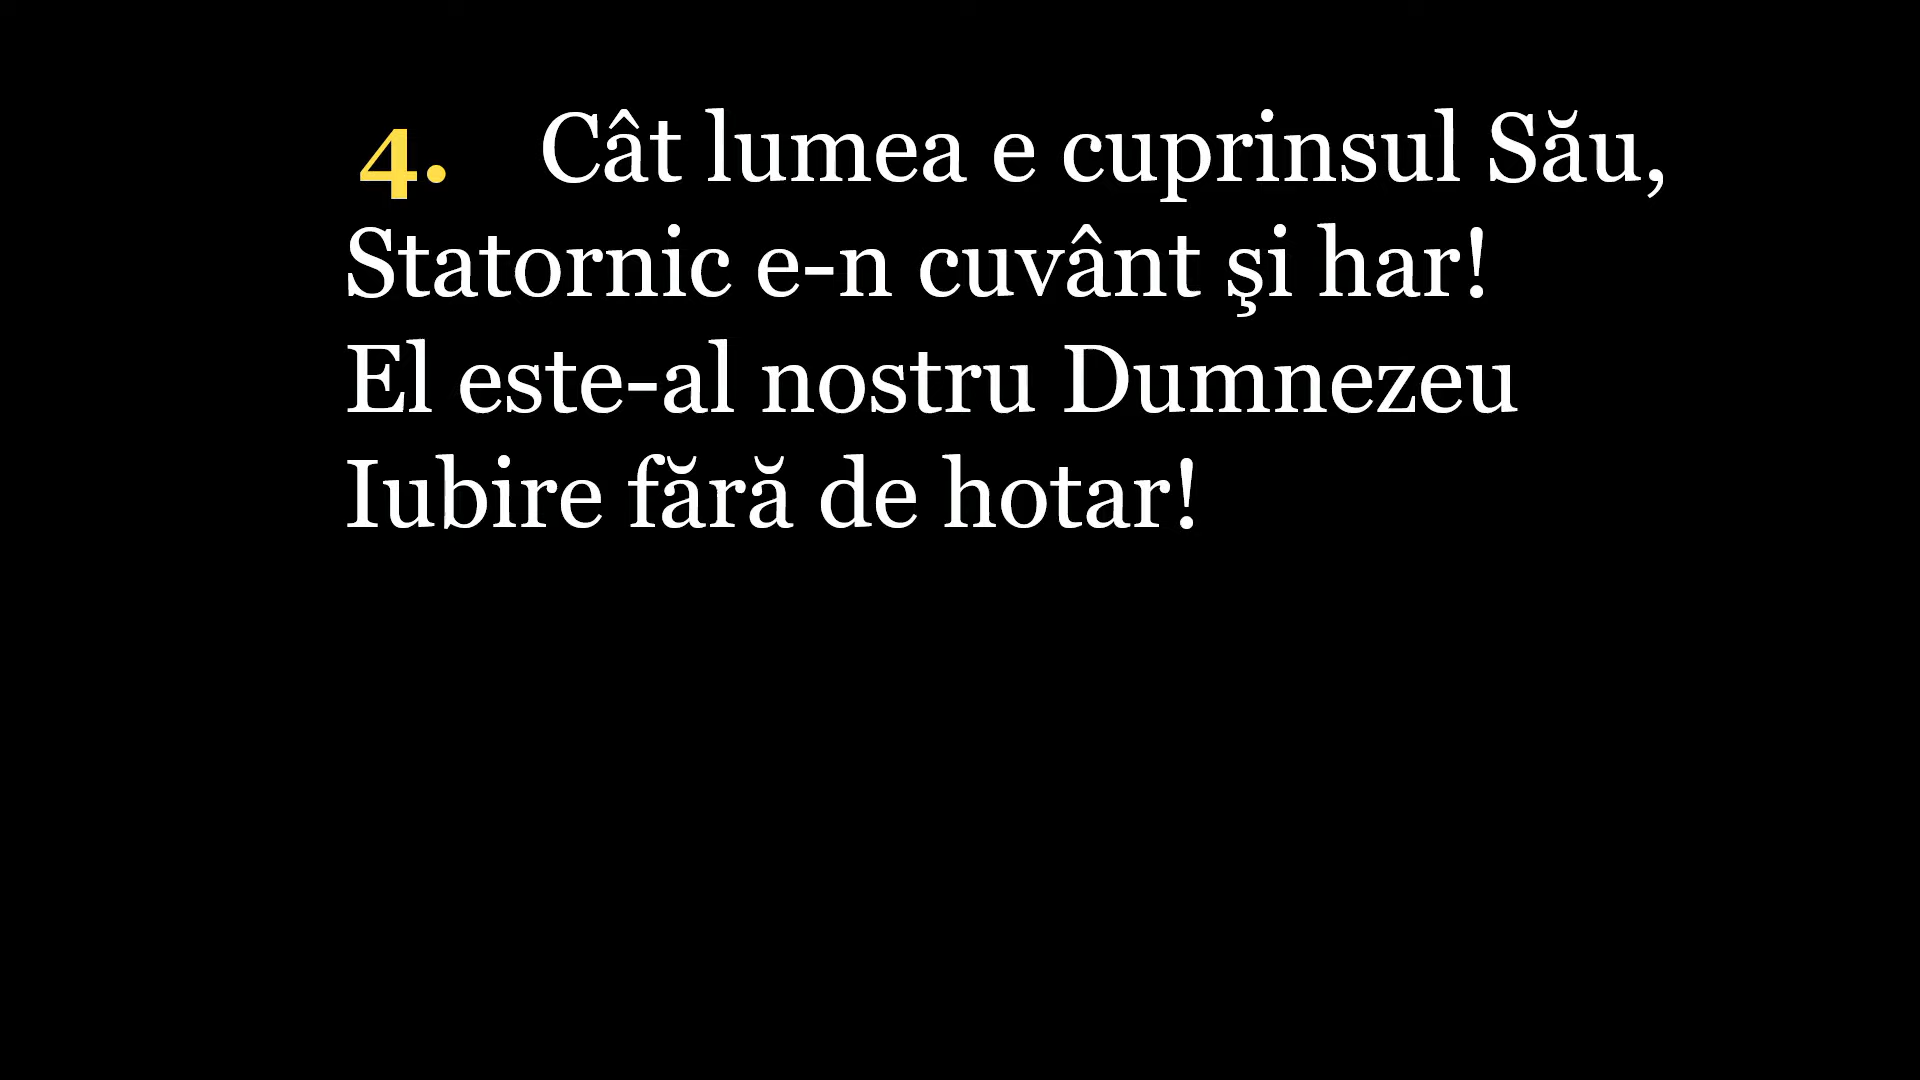 4. Cât lumea e cuprinsul Său,
Statornic e-n cuvânt şi har!
El este-al nostru Dumnezeu
Iubire fără de hotar!